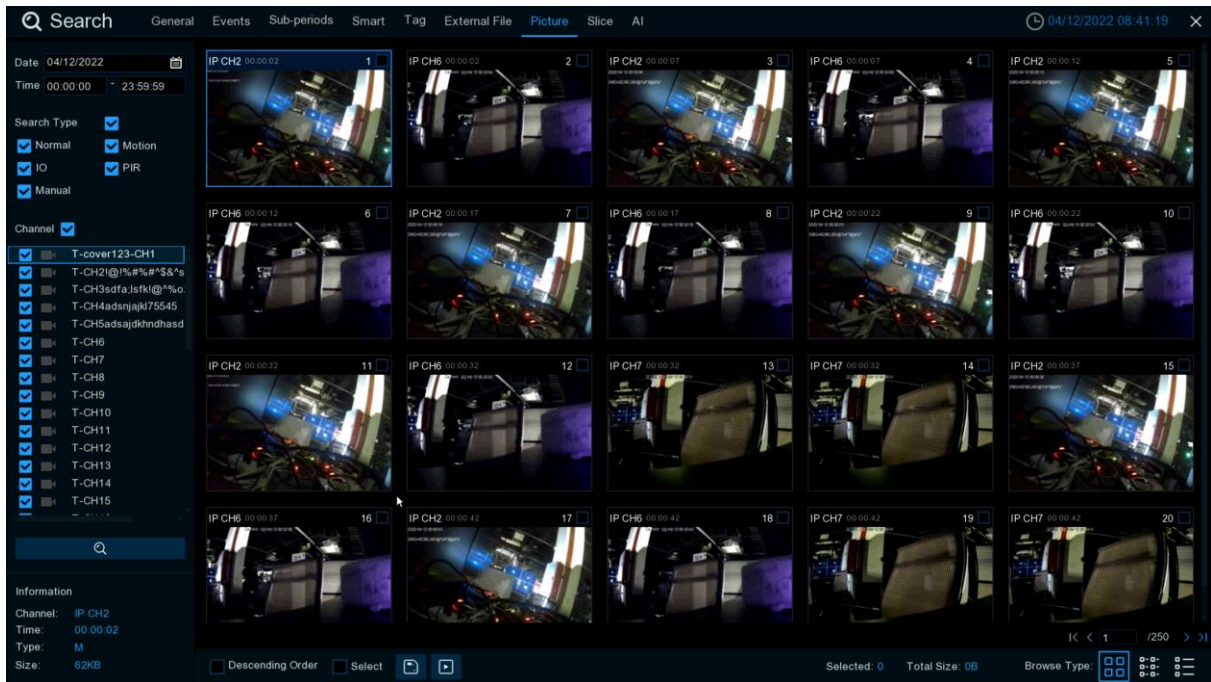 Search General Events Sub-periods Smart Tag External File Picture Slice AI 04/12/2022 08:41:19
Date 04/12/2022
Time 00:00:00 - 23:59:59
Search Type
Normal Motion
IO PIR
Manual
Channel
T-cover123-CH1
T-CH2!@!%#%#^$&^s
T-CH3sdfa;lsfk!@^%o
T-CH4adsnjajkl75545
T-CH5adsajdkhndhasd
T-CH6
T-CH7
T-CH8
T-CH9
T-CH10
T-CH11
T-CH12
T-CH13
T-CH14
T-CH15
Information
Channel: IP CH2
Time: 00:00:02
Type: M
Size: 62KB
IP CH2 00:00:02 1 IP CH6 00:00:02 2 IP CH2 00:00:07 3 IP CH6 00:00:07 4 IP CH2 00:00:12 5
IP CH6 00:00:12 6 IP CH2 00:00:17 7 IP CH6 00:00:17 8 IP CH2 00:00:22 9 IP CH6 00:00:22 10
IP CH2 00:00:32 11 IP CH6 00:00:32 12 IP CH7 00:00:32 13 IP CH7 00:00:32 14 IP CH2 00:00:37 15
IP CH6 00:00:37 16 IP CH2 00:00:42 17 IP CH6 00:00:42 18 IP CH7 00:00:42 19 IP CH7 00:00:42 20
1 /250
Descending Order Select Selected: 0 Total Size: 0B Browse Type: